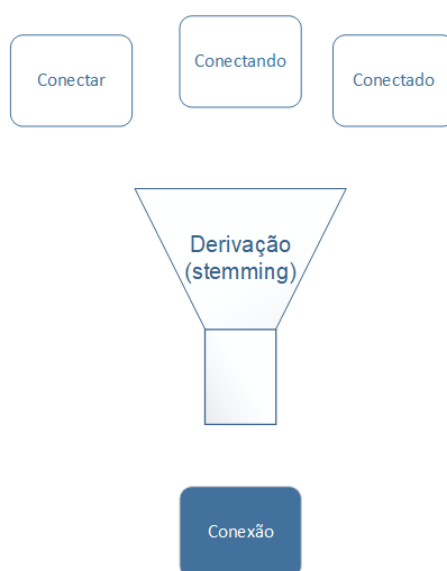 Conectar
Conectando
Conectado
Derivação
(stemming)
Conexão